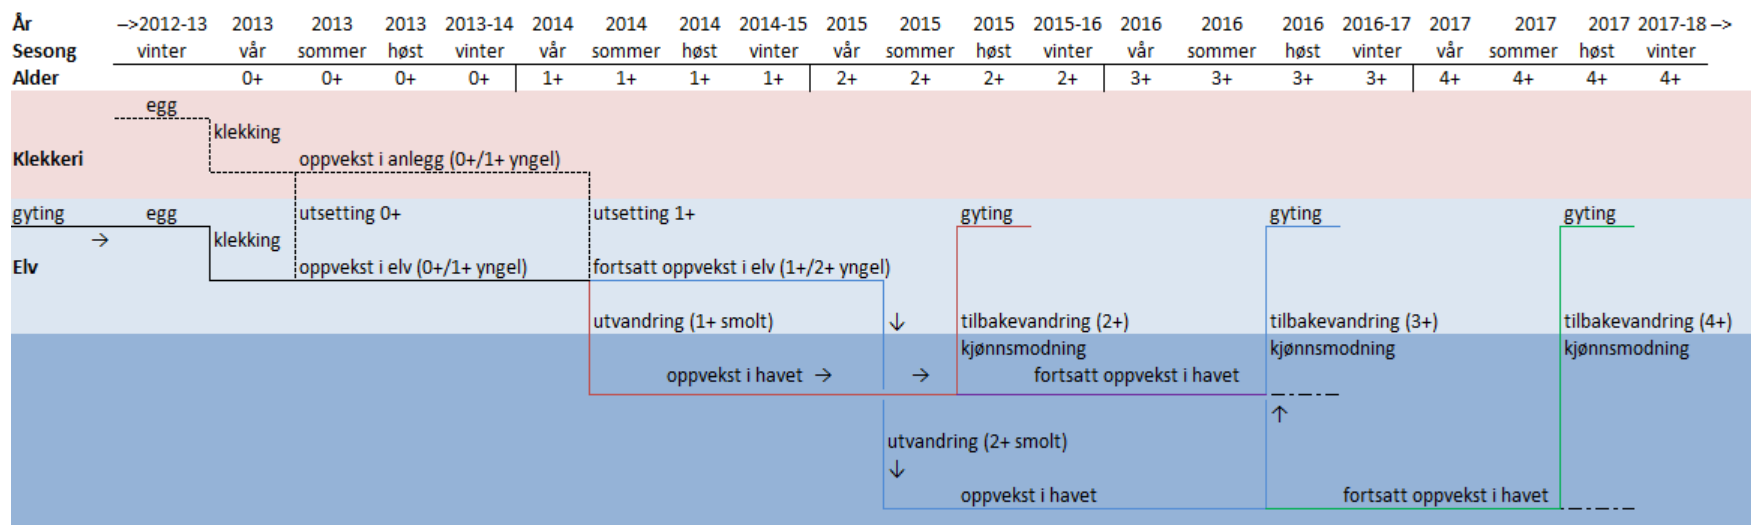 År –>2012-13 2013 2013 2013 2013-14 2014 2014 2014 2014-15 2015 2015 2015 2015-16 2016 2016 2016 2016-17 2017 2017 2017 2017-18 –>
Sesong vinter vår sommer høst vinter vår sommer høst vinter vår sommer høst vinter vår sommer høst vinter vår sommer høst vinter
Alder 0+ 0+ 0+ 0+ 1+ 1+ 1+ 1+ 2+ 2+ 2+ 2+ 3+ 3+ 3+ 3+ 4+ 4+ 4+ 4+
egg
klekking
Klekkeri oppvekst i anlegg (0+/1+ yngel)
gyting egg utsetting 0+ utsetting 1+ gyting gyting gyting
→ klekking
Elv oppvekst i elv (0+/1+ yngel) fortsatt oppvekst i elv (1+/2+ yngel)
utvandring (1+ smolt) ↓ tilbakevandring (2+) tilbakevandring (3+) tilbakevandring (4+)
kjønnsmodning kjønnsmodning kjønnsmodning
oppvekst i havet → → fortsatt oppvekst i havet
↑
utvandring (2+ smolt)
↓
oppvekst i havet fortsatt oppvekst i havet